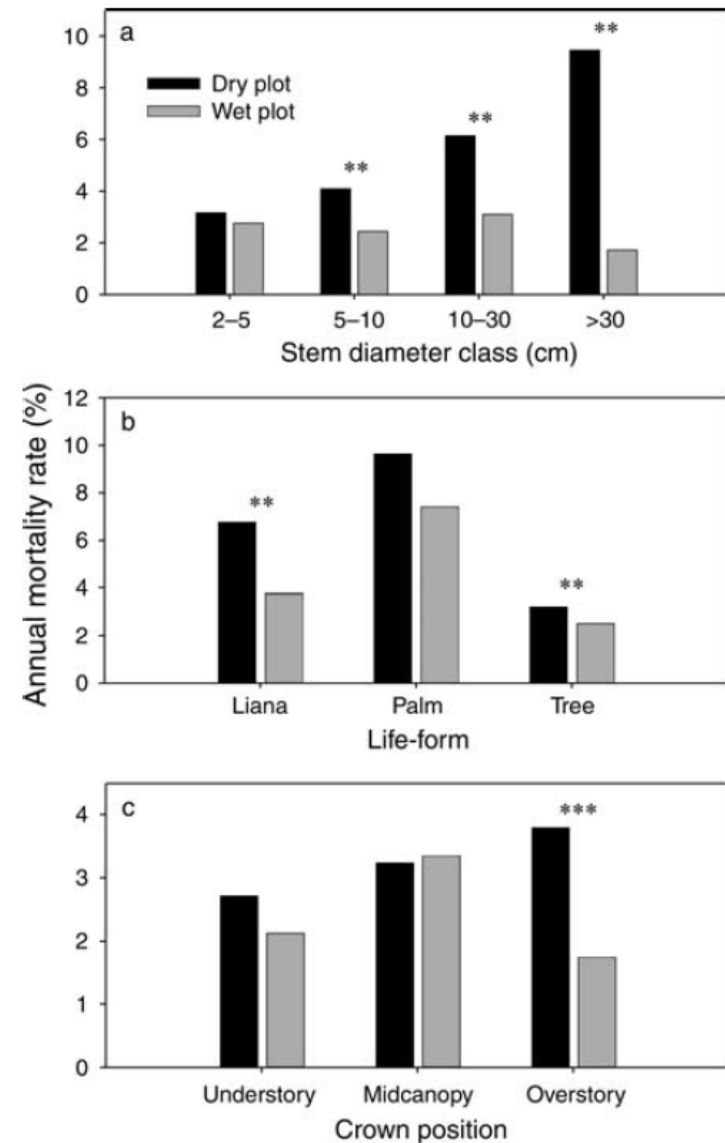 a
10
8
6
4
2
0
Dry plot
Wet plot
**
**
**
2–5 5–10 10–30 >30
Stem diameter class (cm)
Annual mortality rate (%)
b
12
10
8
6
4
2
0
**
**
Liana Palm Tree
Life-form
c
4
3
2
1
0
***
Understory Midcanopy Overstory
Crown position